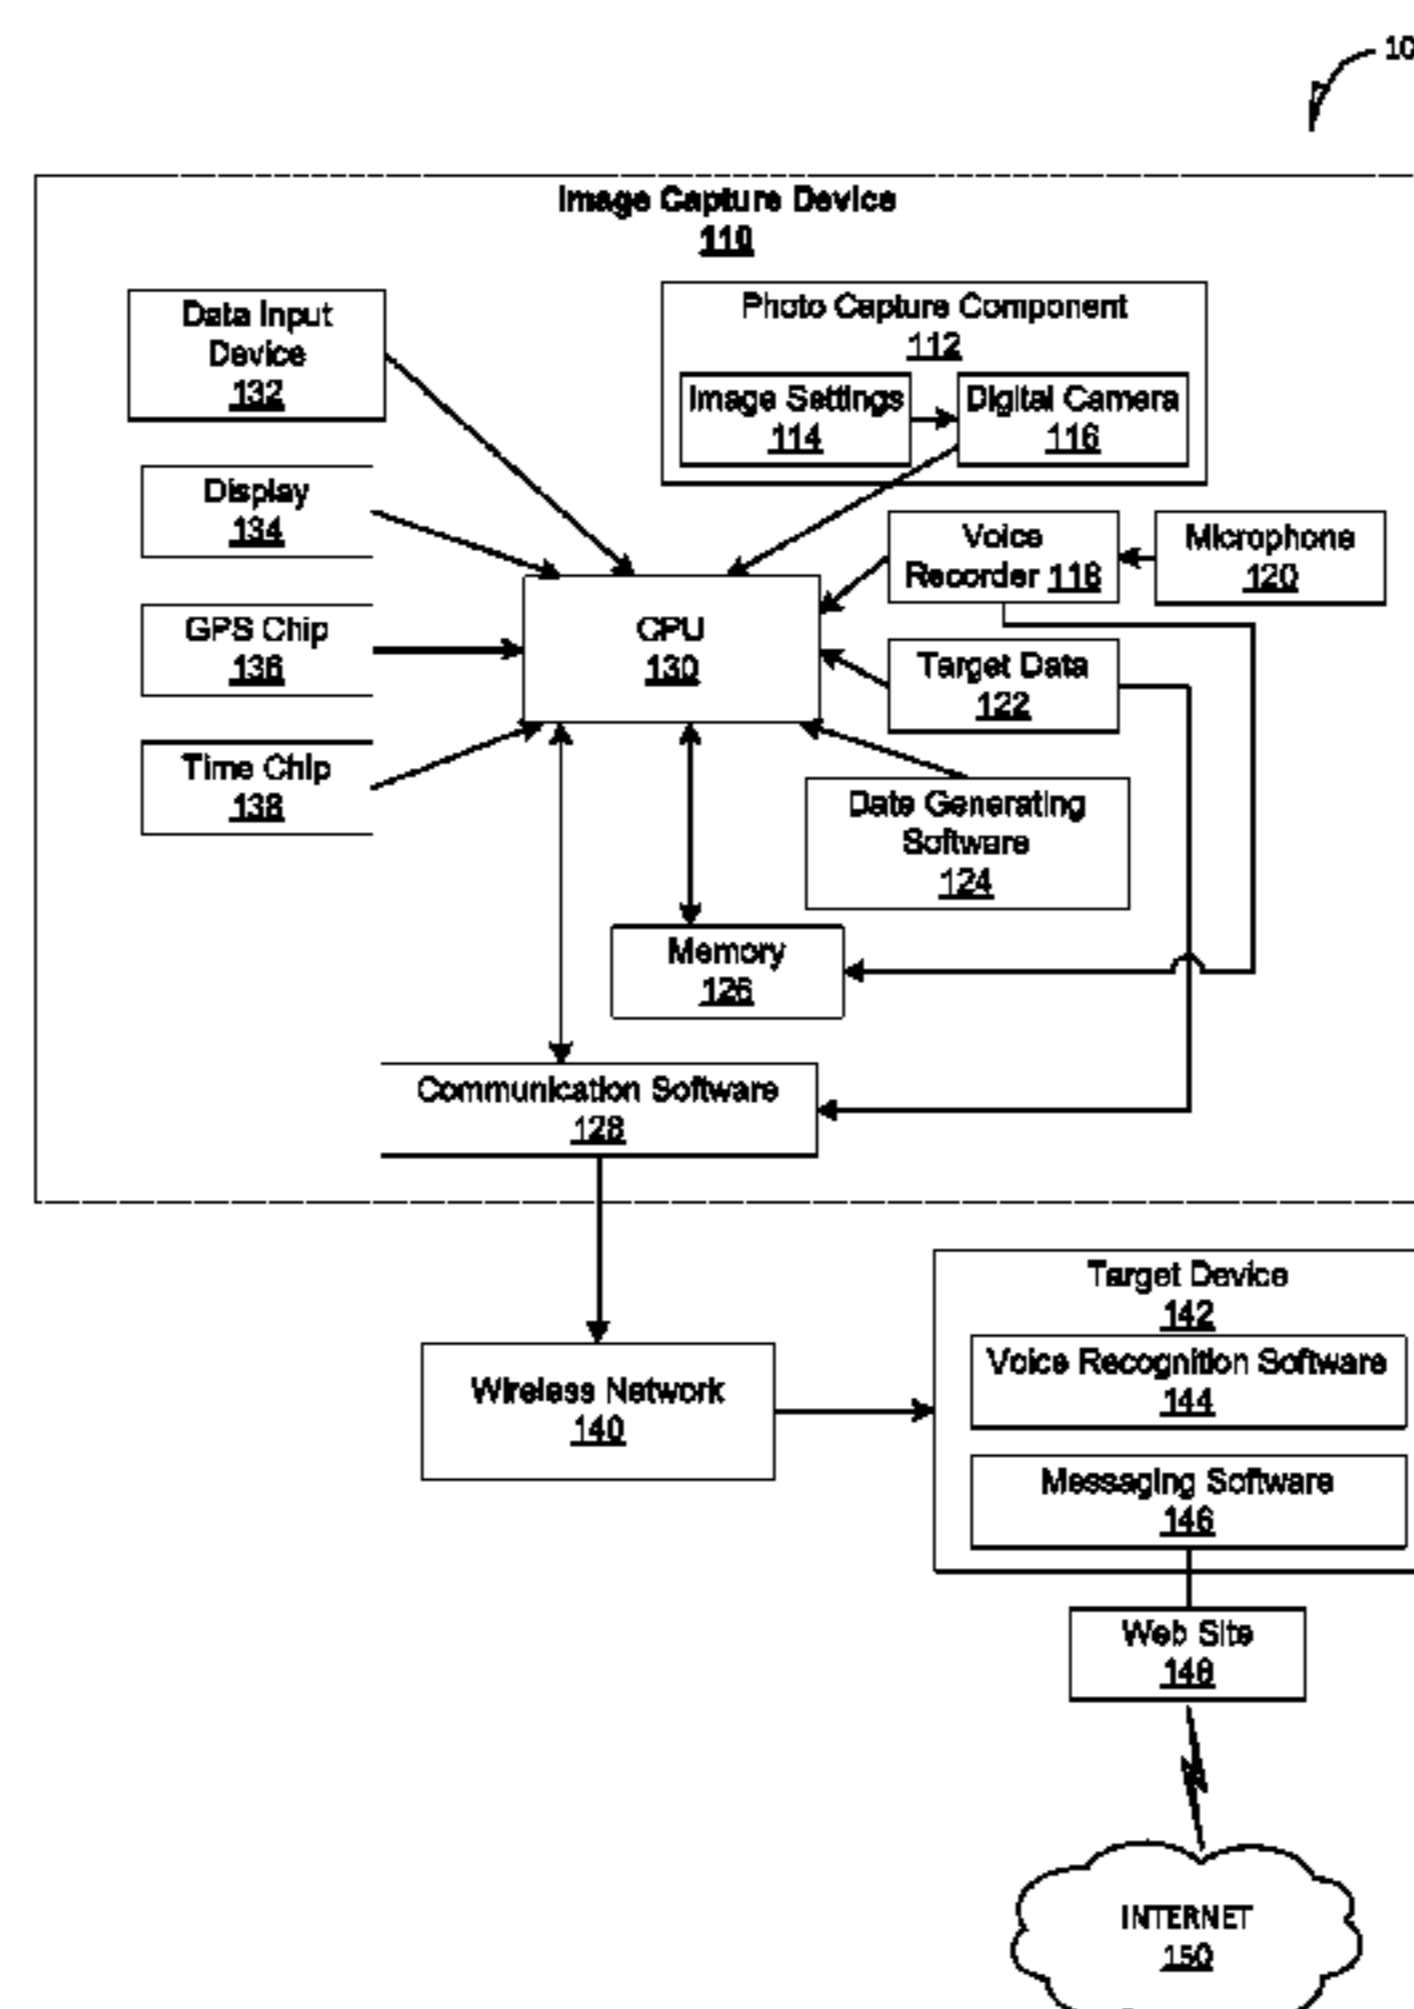 10
Image Capture Device
110
Data Input
Device
132
Photo Capture Component
112
Image Settings
114
Digital Camera
116
Display
134
Voice
Recorder 118
Microphone
120
GPS Chip
136
CPU
130
Target Data
122
Time Chip
138
Date Generating
Software
124
Memory
126
Communication Software
128
Target Device
142
Voice Recognition Software
144
Wireless Network
140
Messaging Software
146
Web Site
148
INTERNET
150